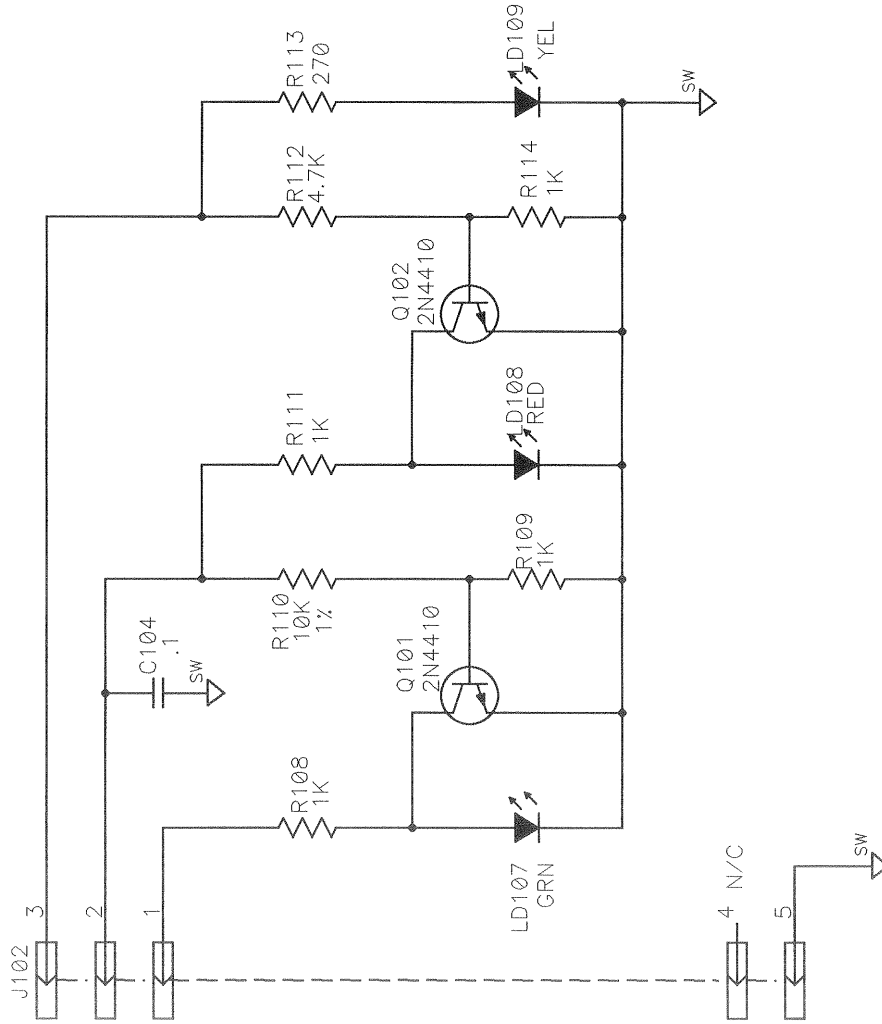 J102
3
2
1
4 N/C
5
SW
C104
.1
SW
R108
1K
LD107
GRN
Q101
2N4410
R110
10K
1%
R109
1K
R111
1K
LD108
RED
Q102
2N4410
R112
4.7K
R114
1K
R113
270
LD109
YEL
SW